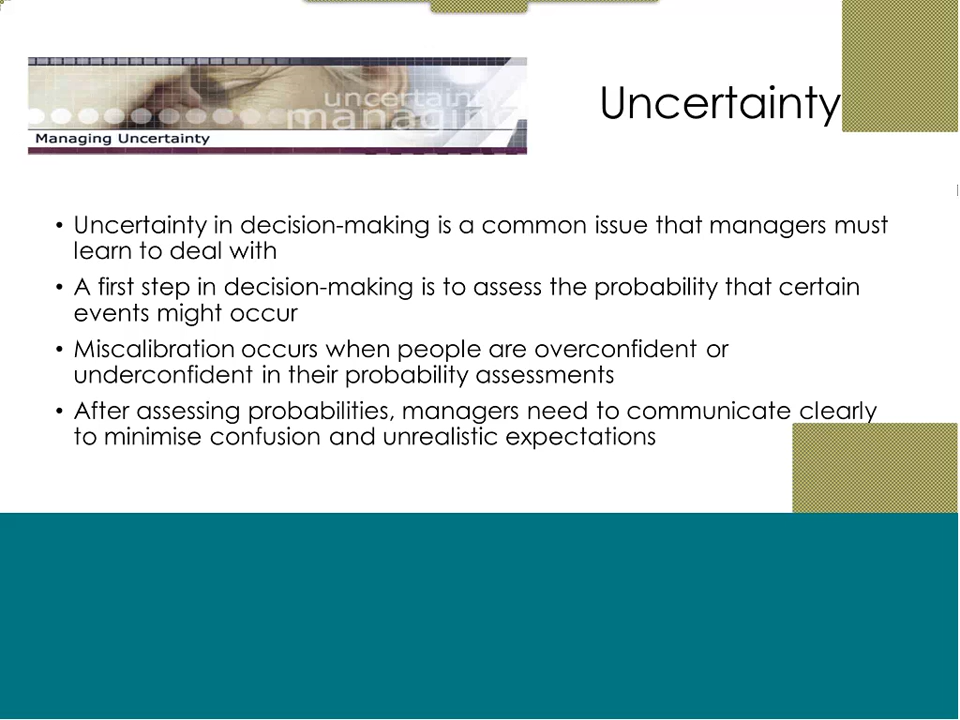 Uncertainty
uncertainty
managing
Managing Uncertainty
• Uncertainty in decision-making is a common issue that managers must
learn to deal with
• A first step in decision-making is to assess the probability that certain
events might occur
• Miscalibration occurs when people are overconfident or
underconfident in their probability assessments
• After assessing probabilities, managers need to communicate clearly
to minimise confusion and unrealistic expectations